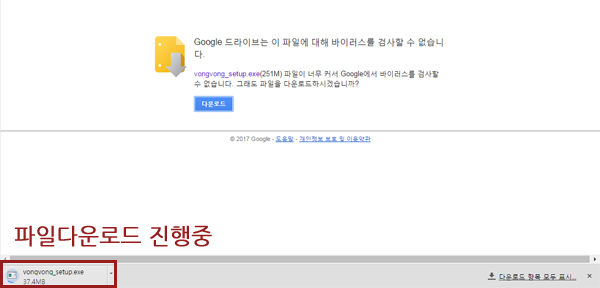 Google 드라이브는 이 파일에 대해 바이러스를 검사할 수 없습니
다.
vongvong_setup.exe(251M) 파일이 너무 커서 Google에서 바이러스를 검사할
수 없습니다. 그래도 파일을 다운로드하시겠습니까?
다운로드
© 2017 Google - 도움말 - 개인정보 보호 및 이용약관
파일다운로드 진행중
vongvong_setup.exe
37.4MB
다운로드 항목 모두 표시...